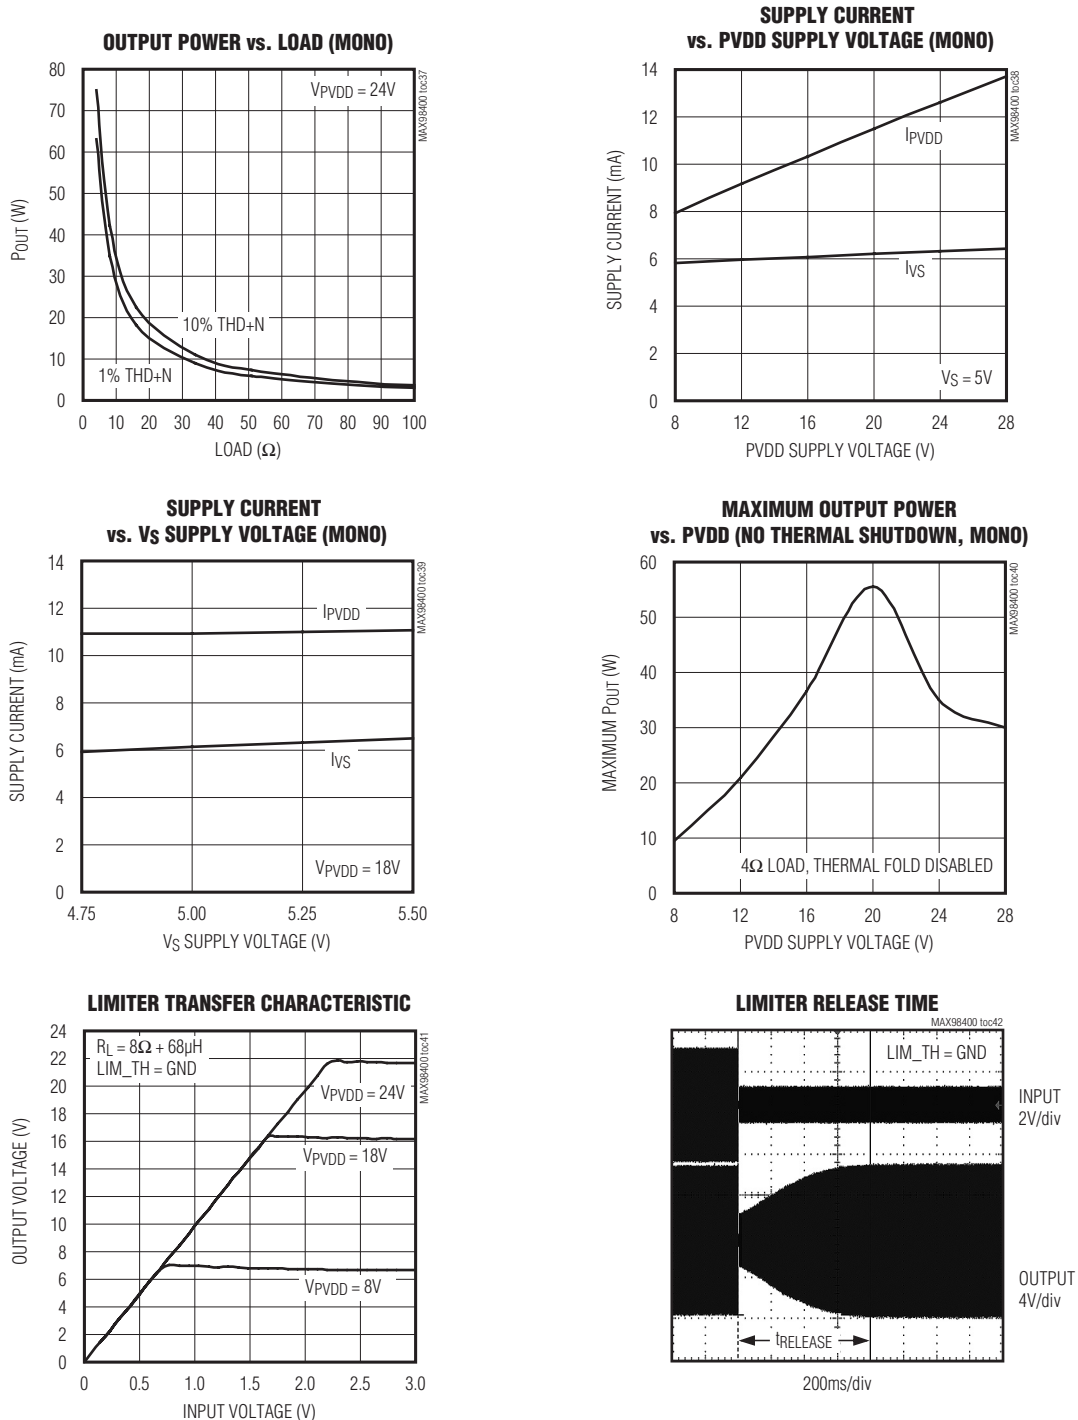 OUTPUT POWER vs. LOAD (MONO)
80
70
60
50
40
30
20
10
0
POUT (W)
VPVDD = 24V
10% THD+N
1% THD+N
0 10 20 30 40 50 60 70 80 90 100
LOAD (Ω)
MAX98400 toc37
SUPPLY CURRENT
vs. PVDD SUPPLY VOLTAGE (MONO)
14
12
10
8
6
4
2
0
SUPPLY CURRENT (mA)
IPVDD
IVS
VS = 5V
8 12 16 20 24 28
PVDD SUPPLY VOLTAGE (V)
MAX98400 toc38
SUPPLY CURRENT
vs. VS SUPPLY VOLTAGE (MONO)
14
12
10
8
6
4
2
0
SUPPLY CURRENT (mA)
IPVDD
IVS
VPVDD = 18V
4.75 5.00 5.25 5.50
VS SUPPLY VOLTAGE (V)
MAX98400 toc39
MAXIMUM OUTPUT POWER
vs. PVDD (NO THERMAL SHUTDOWN, MONO)
60
50
40
30
20
10
0
MAXIMUM POUT (W)
4Ω LOAD, THERMAL FOLD DISABLED
8 12 16 20 24 28
PVDD SUPPLY VOLTAGE (V)
MAX98400 toc40
LIMITER TRANSFER CHARACTERISTIC
24
22
20
18
16
14
12
10
8
6
4
2
0
OUTPUT VOLTAGE (V)
RL = 8Ω + 68µH
LIM_TH = GND
VPVDD = 24V
VPVDD = 18V
VPVDD = 8V
0 0.5 1.0 1.5 2.0 2.5 3.0
INPUT VOLTAGE (V)
MAX98400 toc41
LIMITER RELEASE TIME
MAX98400 toc42
LIM_TH = GND
INPUT
2V/div
OUTPUT
4V/div
tRELEASE
200ms/div